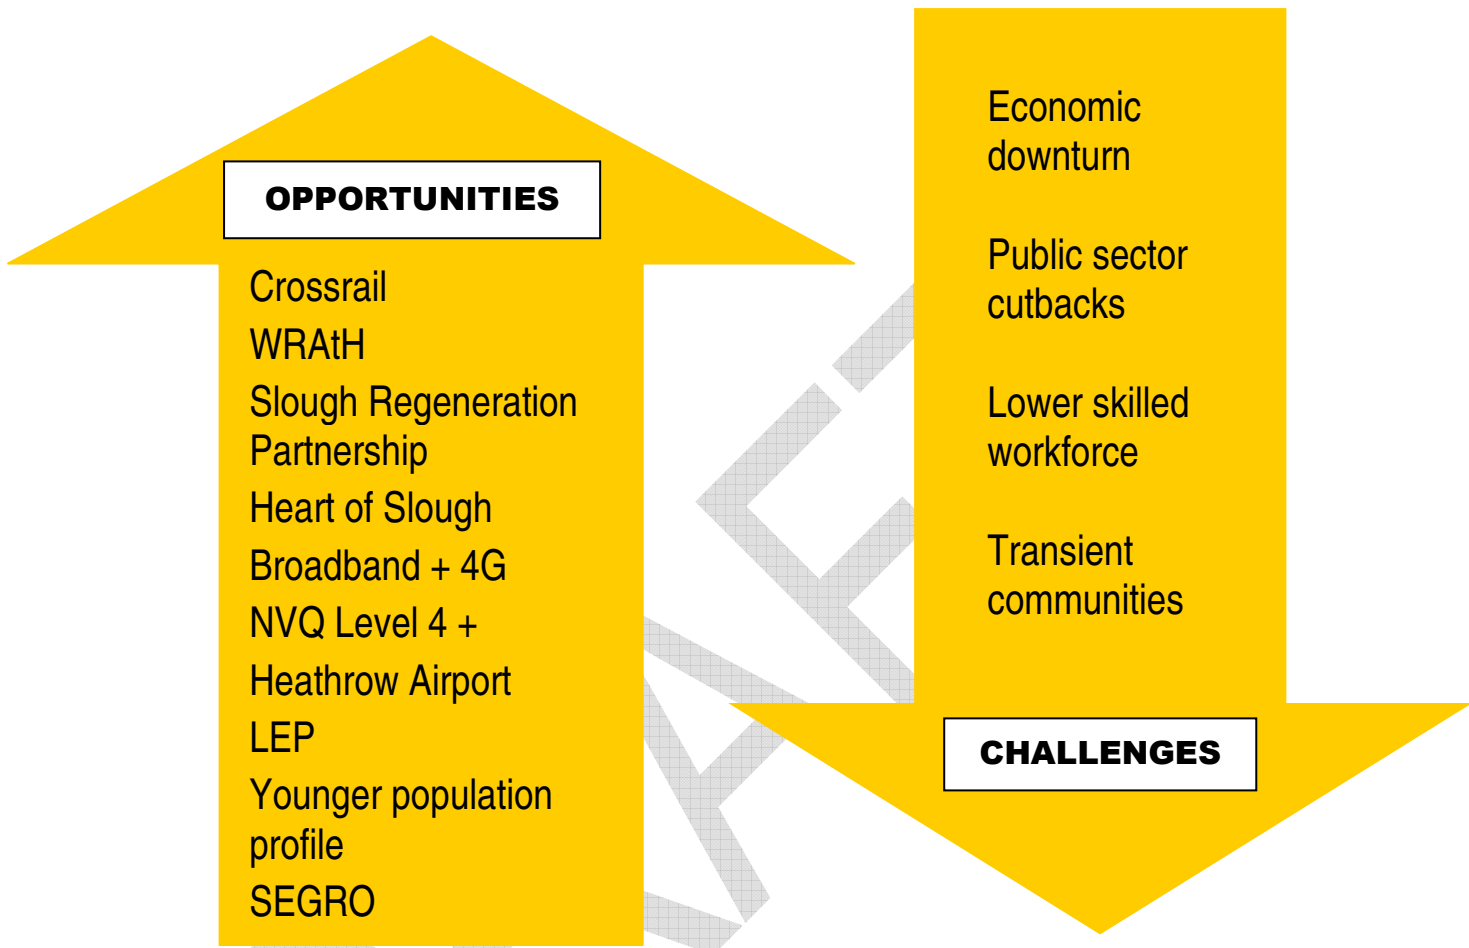 OPPORTUNITIES
Crossrail
WRAtH
Slough Regeneration
Partnership
Heart of Slough
Broadband + 4G
NVQ Level 4 +
Heathrow Airport
LEP
Younger population
profile
SEGRO
Economic
downturn
Public sector
cutbacks
Lower skilled
workforce
Transient
communities
CHALLENGES